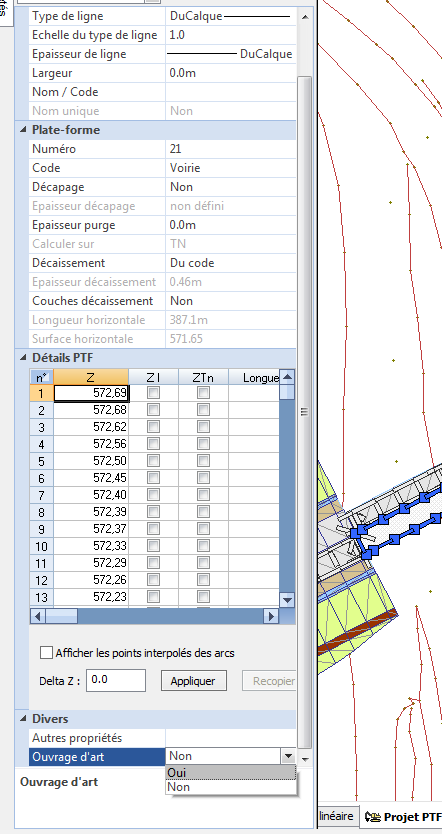 Type de ligne DuCalque
Echelle du type de ligne 1.0
Epaisseur de ligne DuCalque
Largeur 0.0m
Nom / Code
Nom unique Non
Plate-forme
Numéro 21
Code Voirie
Décapage Non
Epaisseur décapage non défini
Epaisseur purge 0.0m
Calculer sur TN
Décaissement Du code
Epaisseur décaissement 0.46m
Couches décaissement Non
Longueur horizontale 387.1m
Surface horizontale 571.65
Détails PTF
n° Z Z I ZTn Longue
1 572,69
2 572,68
3 572,62
4 572,56
5 572,50
6 572,45
7 572,40
8 572,39
9 572,37
10 572,33
11 572,29
12 572,26
13 572,23
Afficher les points interpolés des arcs
Delta Z : 0.0 Appliquer Recopier
Divers
Autres propriétés
Ouvrage d'art Non
Oui
Non
Ouvrage d'art
linéaire Projet PTF